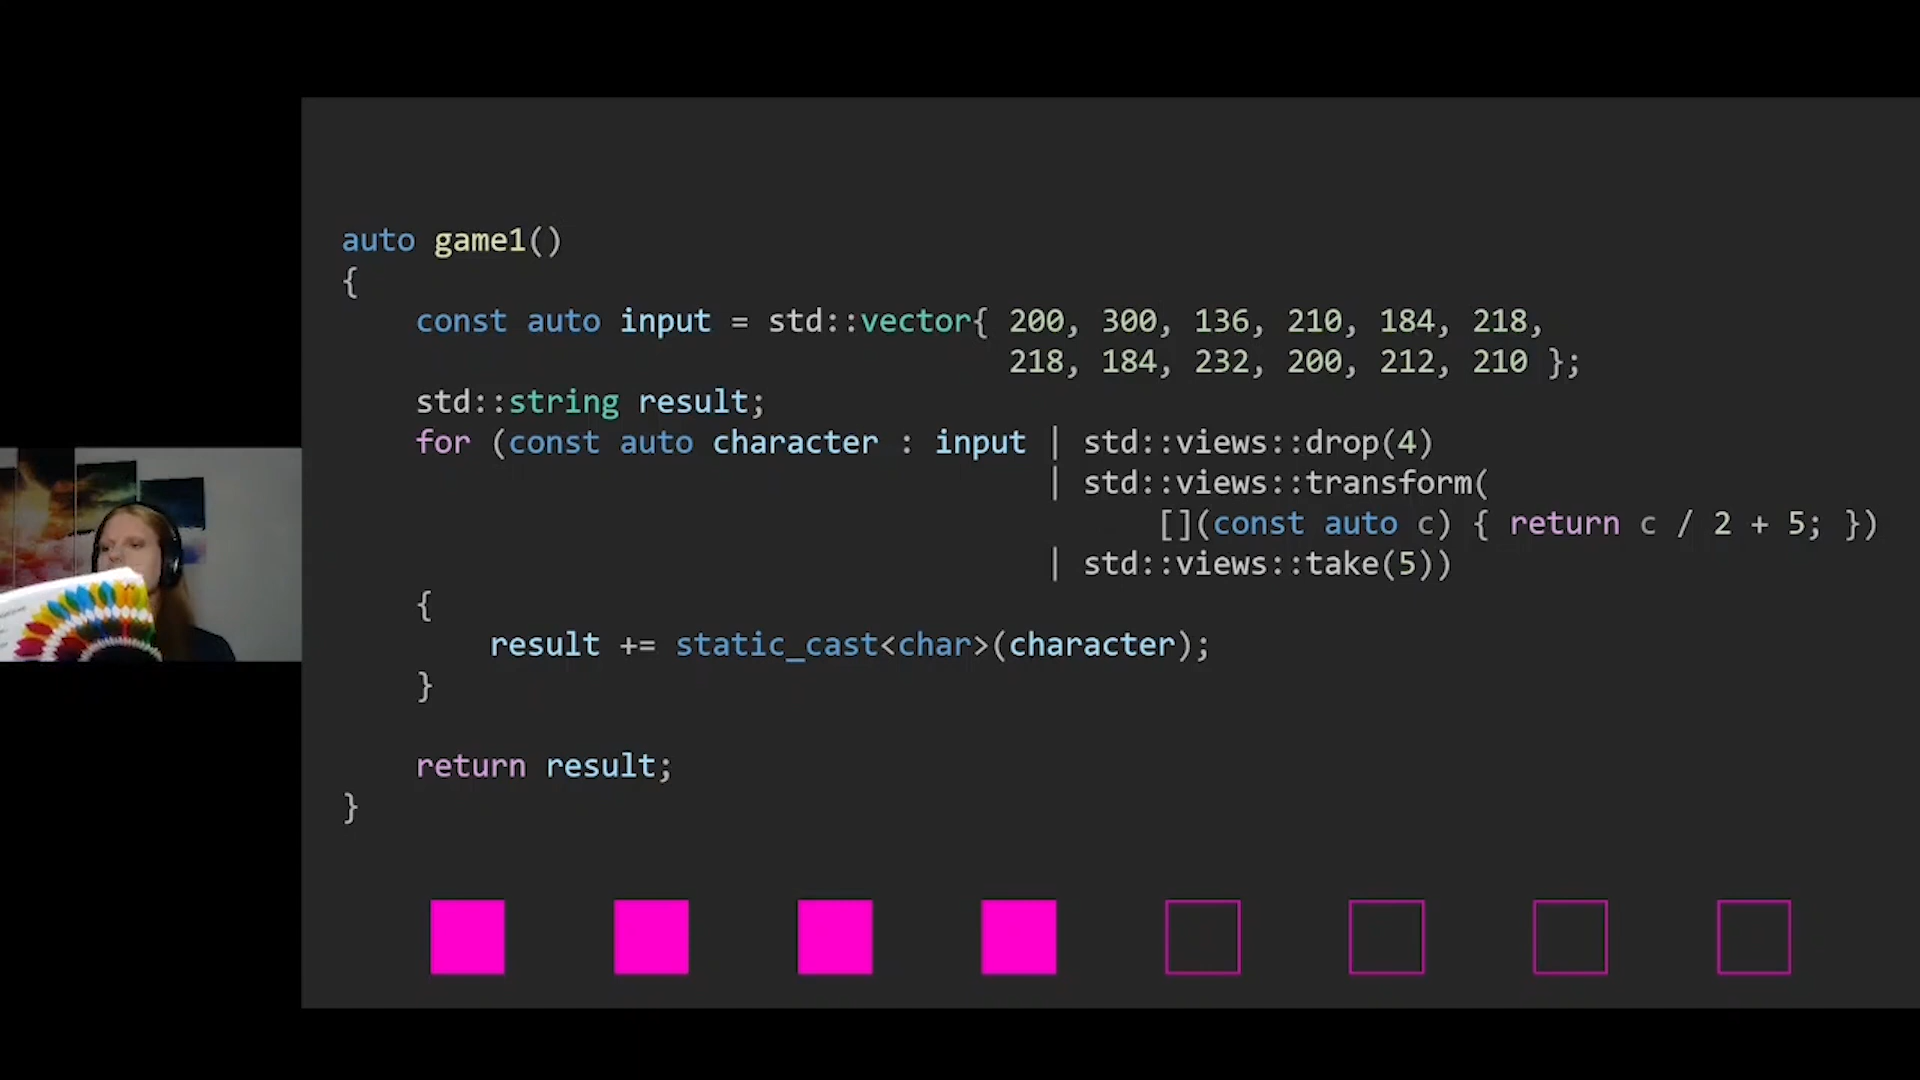 auto game1()
{
    const auto input = std::vector{ 200, 300, 136, 210, 184, 218,
                                    218, 184, 232, 200, 212, 210 };
    std::string result;
    for (const auto character : input | std::views::drop(4)
                                      | std::views::transform(
                                            [](const auto c) { return c / 2 + 5; })
                                      | std::views::take(5))
    {
        result += static_cast<char>(character);
    }

    return result;
}